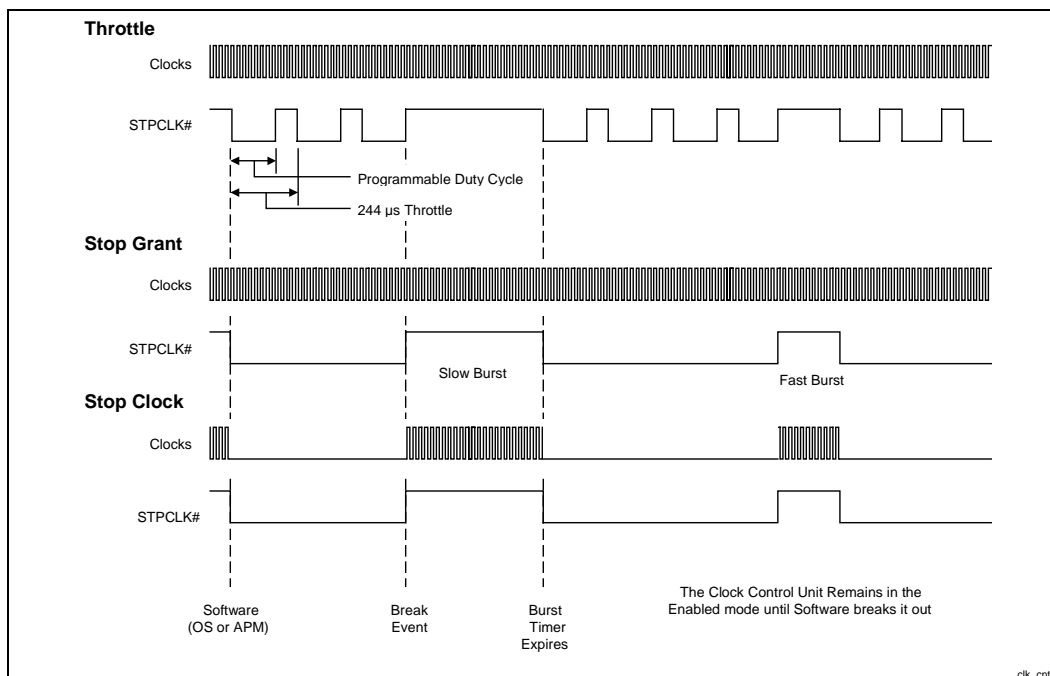 Throttle
Clocks
STPCLK#
Programmable Duty Cycle
244 µs Throttle
Stop Grant
Clocks
STPCLK#
Slow Burst
Fast Burst
Stop Clock
Clocks
STPCLK#
Software
(OS or APM)
Break
Event
Burst
Timer
Expires
The Clock Control Unit Remains in the
Enabled mode until Software breaks it out
clk_cnt